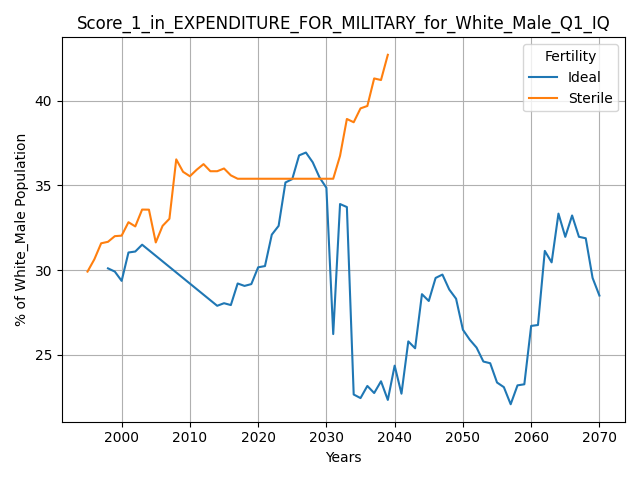 Score_1_in_EXPENDITURE_FOR_MILITARY_for_White_Male_Q1_IQ
Fertility
Ideal
Sterile
% of White_Male Population
40
35
30
25
2000 2010 2020 2030 2040 2050 2060 2070
Years